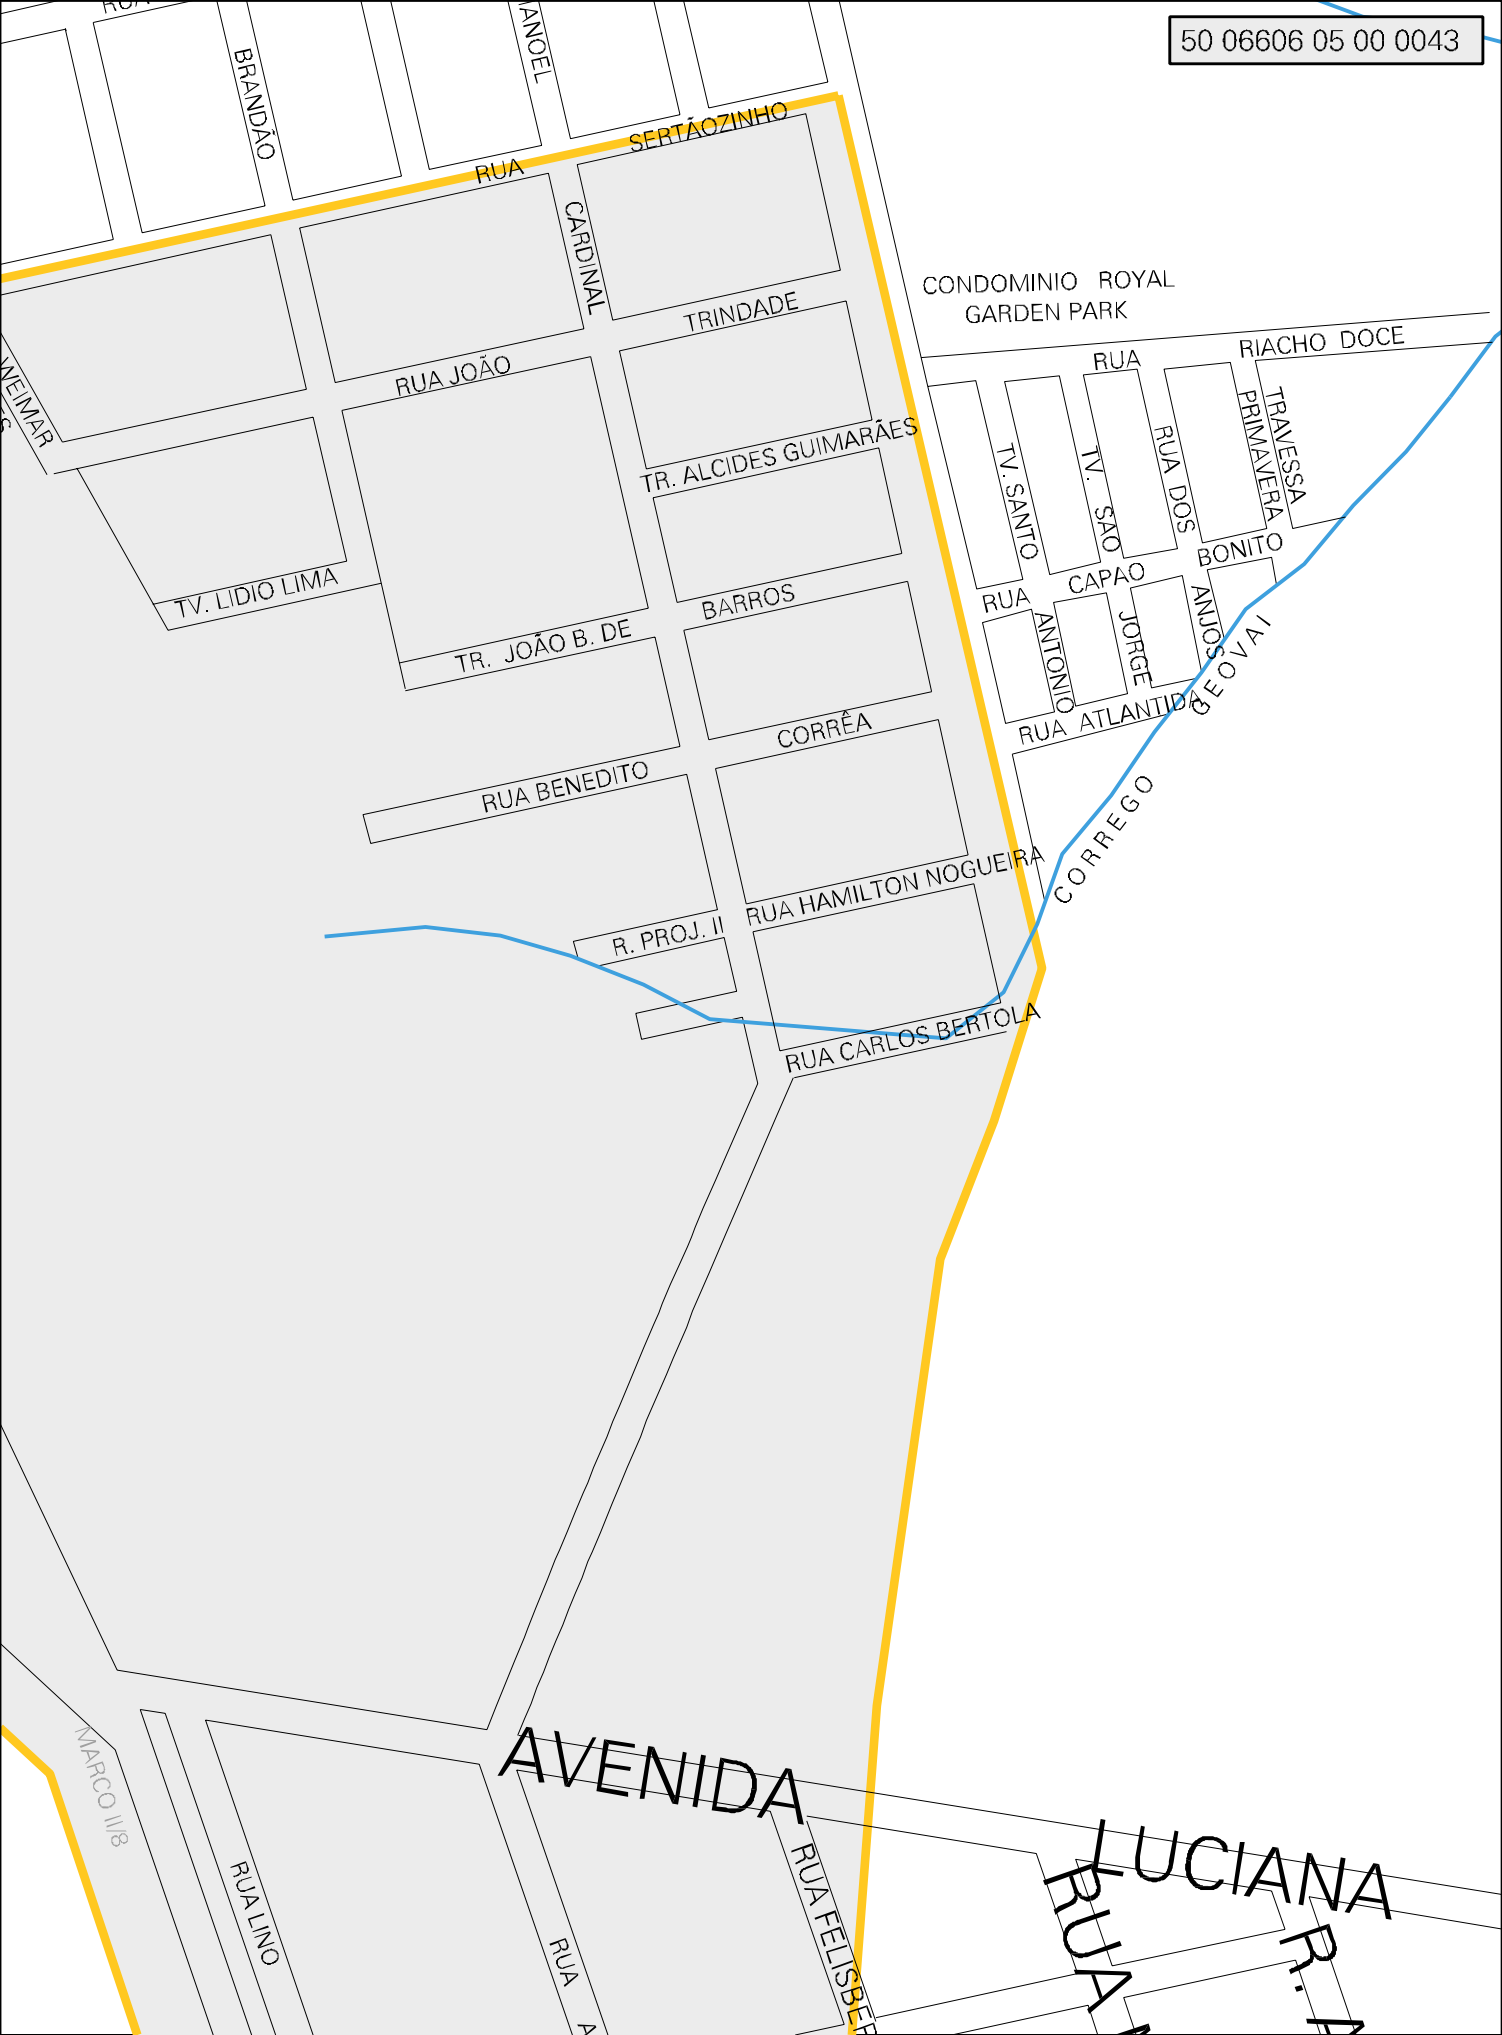 50 06606 05 00 0043
BRANDÃO
RUA SERTÃOZINHO
CARDINAL
CONDOMINIO ROYAL
GARDEN PARK
TRINDADE
RUA JOÃO
RUA RIACHO DOCE
WEIMAR
TRAVESSA
PRIMAVERA
TR. ALCIDES GUIMARÃES
TV. SANTO
TV. SAO
RUA DOS
BONITO
CAPAO
RUA
TV. LIDIO LIMA
BARROS
ANTONIO
JORGE
ANJOS
TR. JOÃO B. DE
CORREGO GEOVAI
RUA ATLANTIDA
CORRÊA
RUA BENEDITO
RUA HAMILTON NOGUEIRA
R. PROJ. II
RUA CARLOS BERTOLA
MARCO II/8
AVENIDA LUCIANA
RUA LINO
RUA A
RUA FELISBER
RUA
R. A